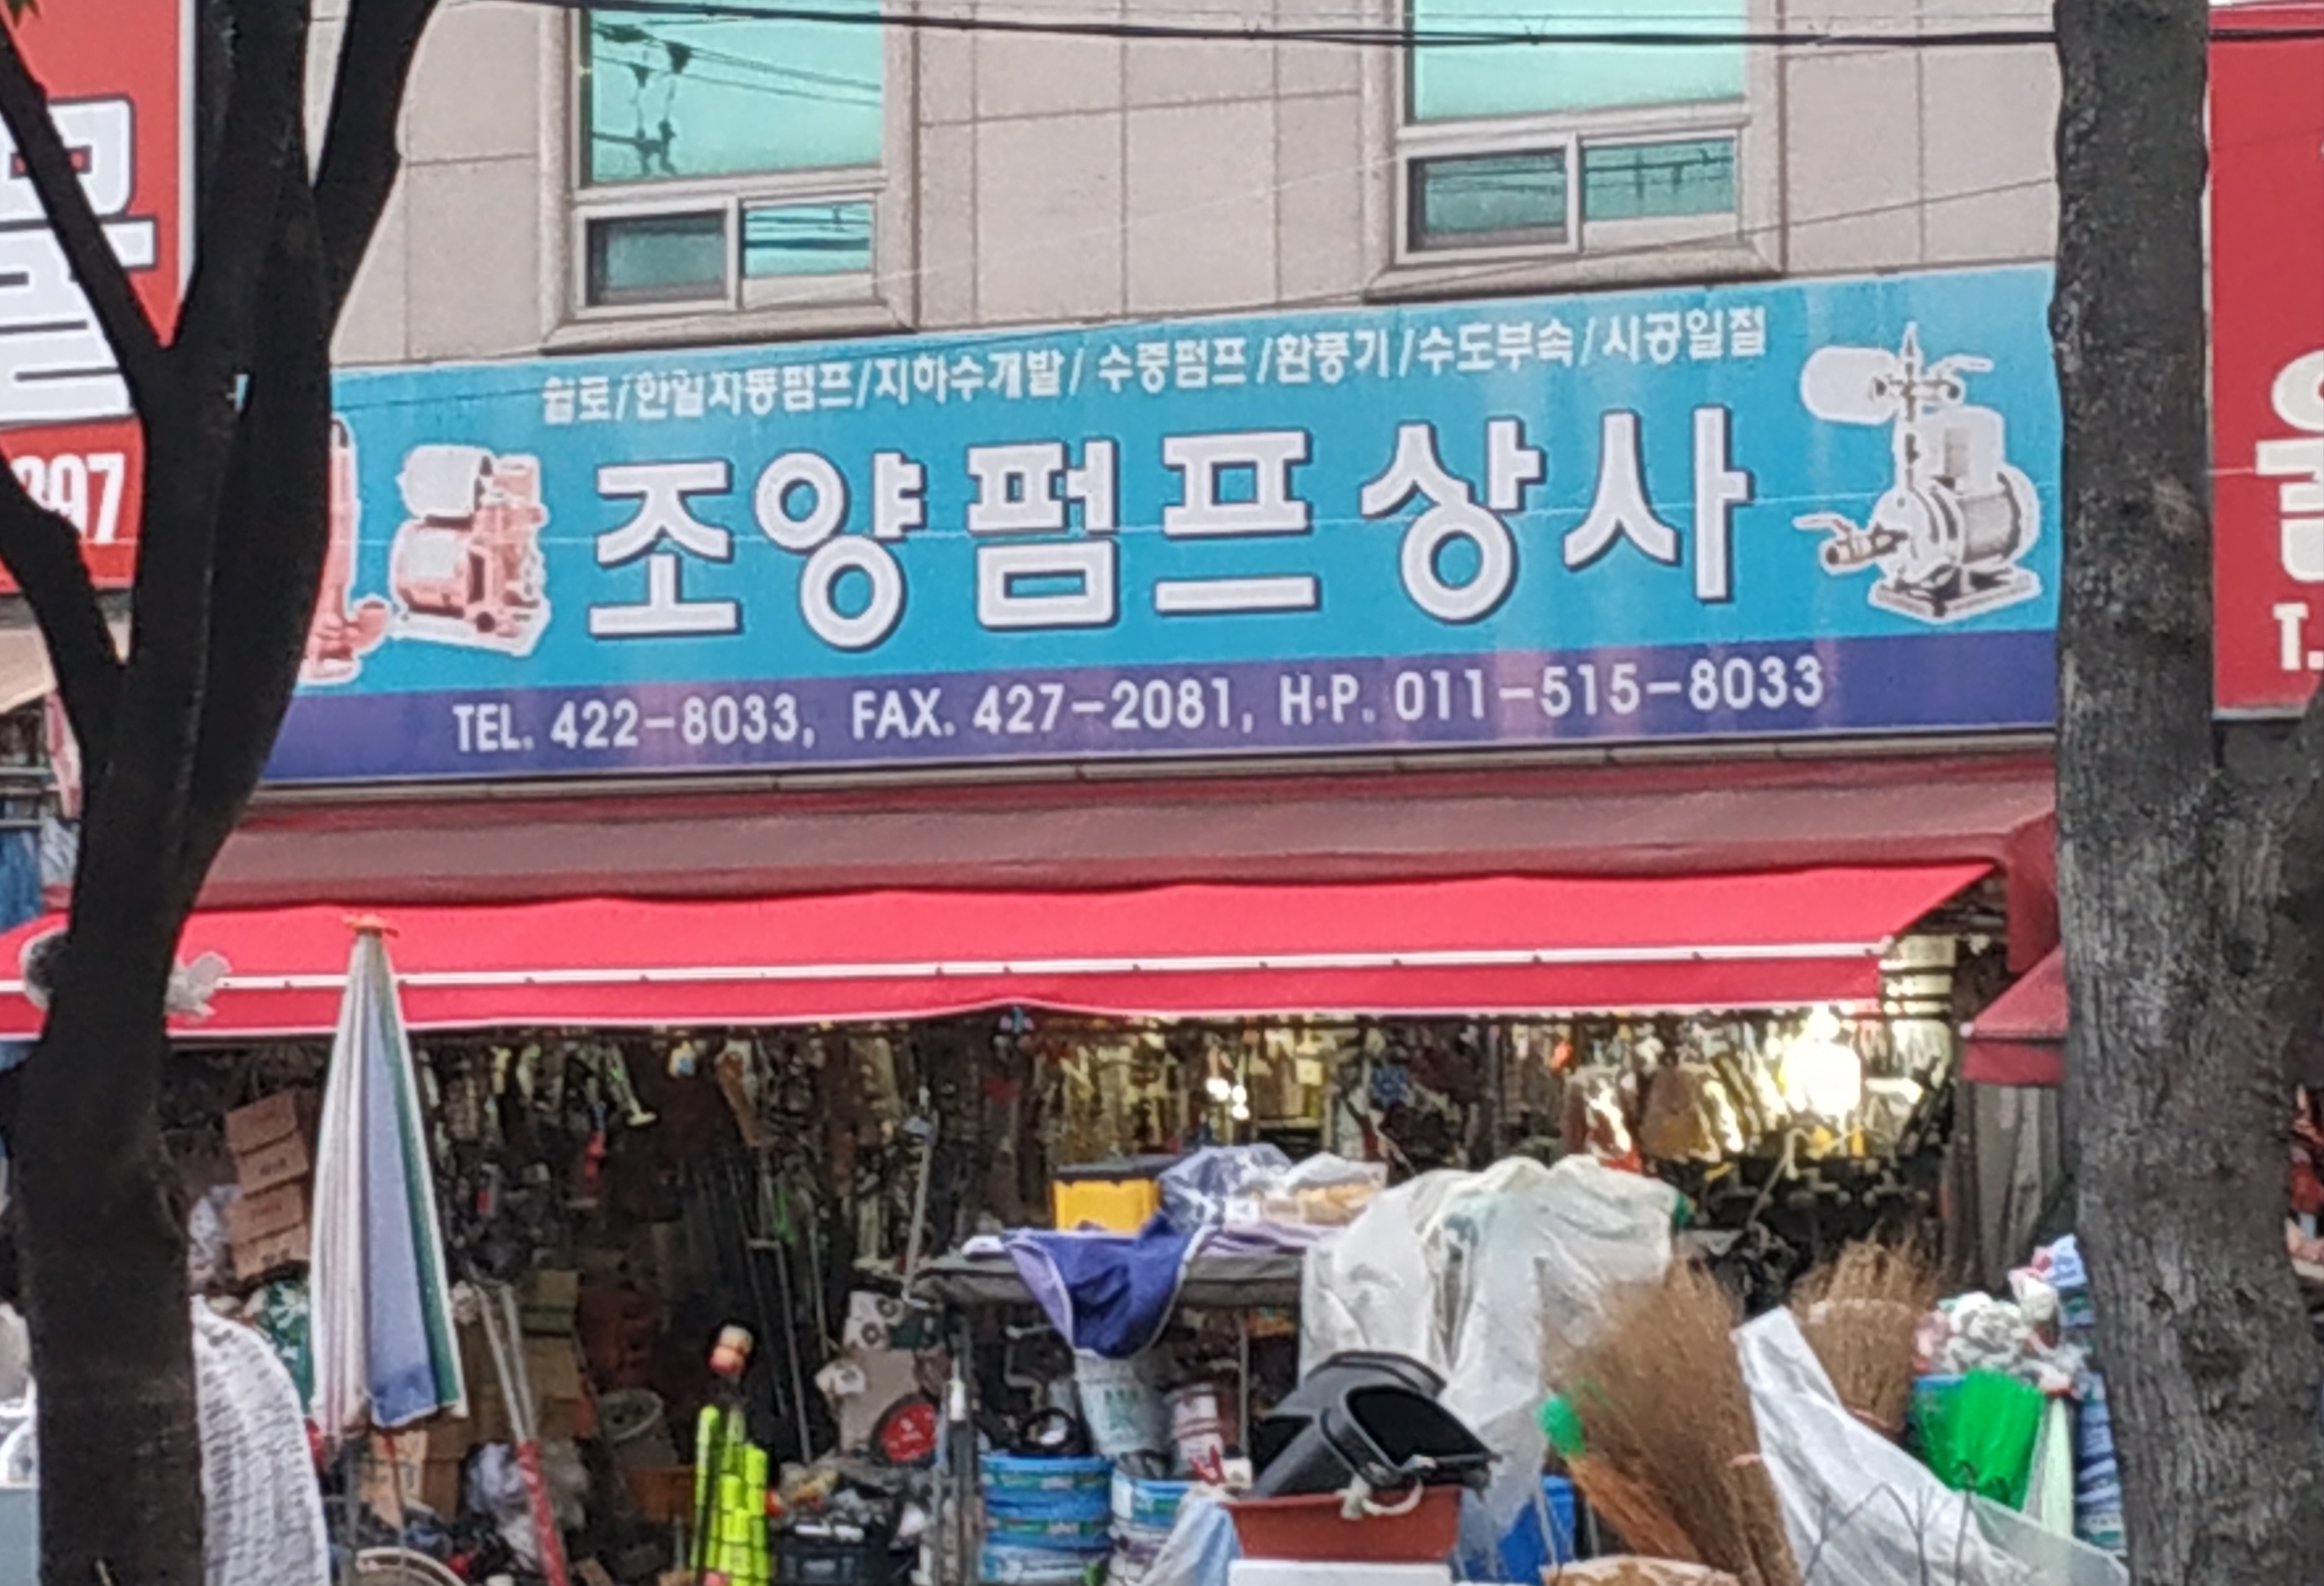 윌로/한일자동펌프/지하수개발/ 수중펌프/환풍기/수도부속/시공일절
조양펌프상사
TEL. 422-8033, FAX. 427-2081, H·P. 011-515-8033
397
T.